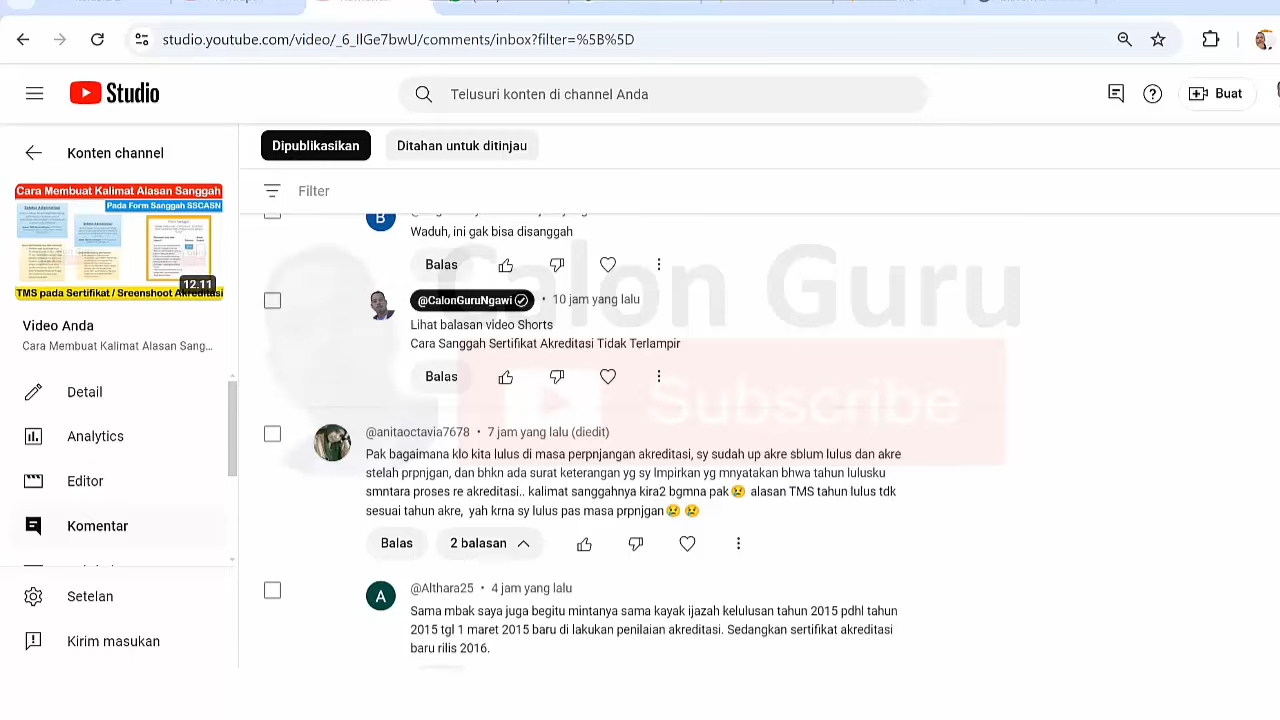 studio.youtube.com/video/_6_IlGe7bwU/comments/inbox?filter=%5B%5D
Studio
Telusuri konten di channel Anda
Buat
Konten channel
Dipublikasikan
Ditahan untuk ditinjau
Filter
Cara Membuat Kalimat Alasan Sanggah
Pada Form Sanggah SSCASN
12.11
TMS pada Sertifikat / Sreenshoot Akreditasi
Video Anda
Cara Membuat Kalimat Alasan Sang...
Detail
Analytics
Editor
Komentar
Setelan
Kirim masukan
B
Waduh, ini gak bisa disanggah
Balas
@CalonGuruNgawi • 10 jam yang lalu
Lihat balasan video Shorts
Cara Sanggah Sertifikat Akreditasi Tidak Terlampir
Balas
@anitaoctavia7678 • 7 jam yang lalu (diedit)
Pak bagaimana klo kita lulus di masa perpnjangan akreditasi, sy sudah up akre sblum lulus dan akre
stelah prpnjgan, dan bhkn ada surat keterangan yg sy lmpirkan yg mnyatakan bhwa tahun lulusku
smntara proses re akreditasi.. kalimat sanggahnya kira2 bgmna pak😢 alasan TMS tahun lulus tdk
sesuai tahun akre, yah krna sy lulus pas masa prpnjgan😢 😢
Balas
2 balasan
A
@Althara25 • 4 jam yang lalu
Sama mbak saya juga begitu mintanya sama kayak ijazah kelulusan tahun 2015 pdhl tahun
2015 tgl 1 maret 2015 baru di lakukan penilaian akreditasi. Sedangkan sertifikat akreditasi
baru rilis 2016.
Calon Guru
Subscribe